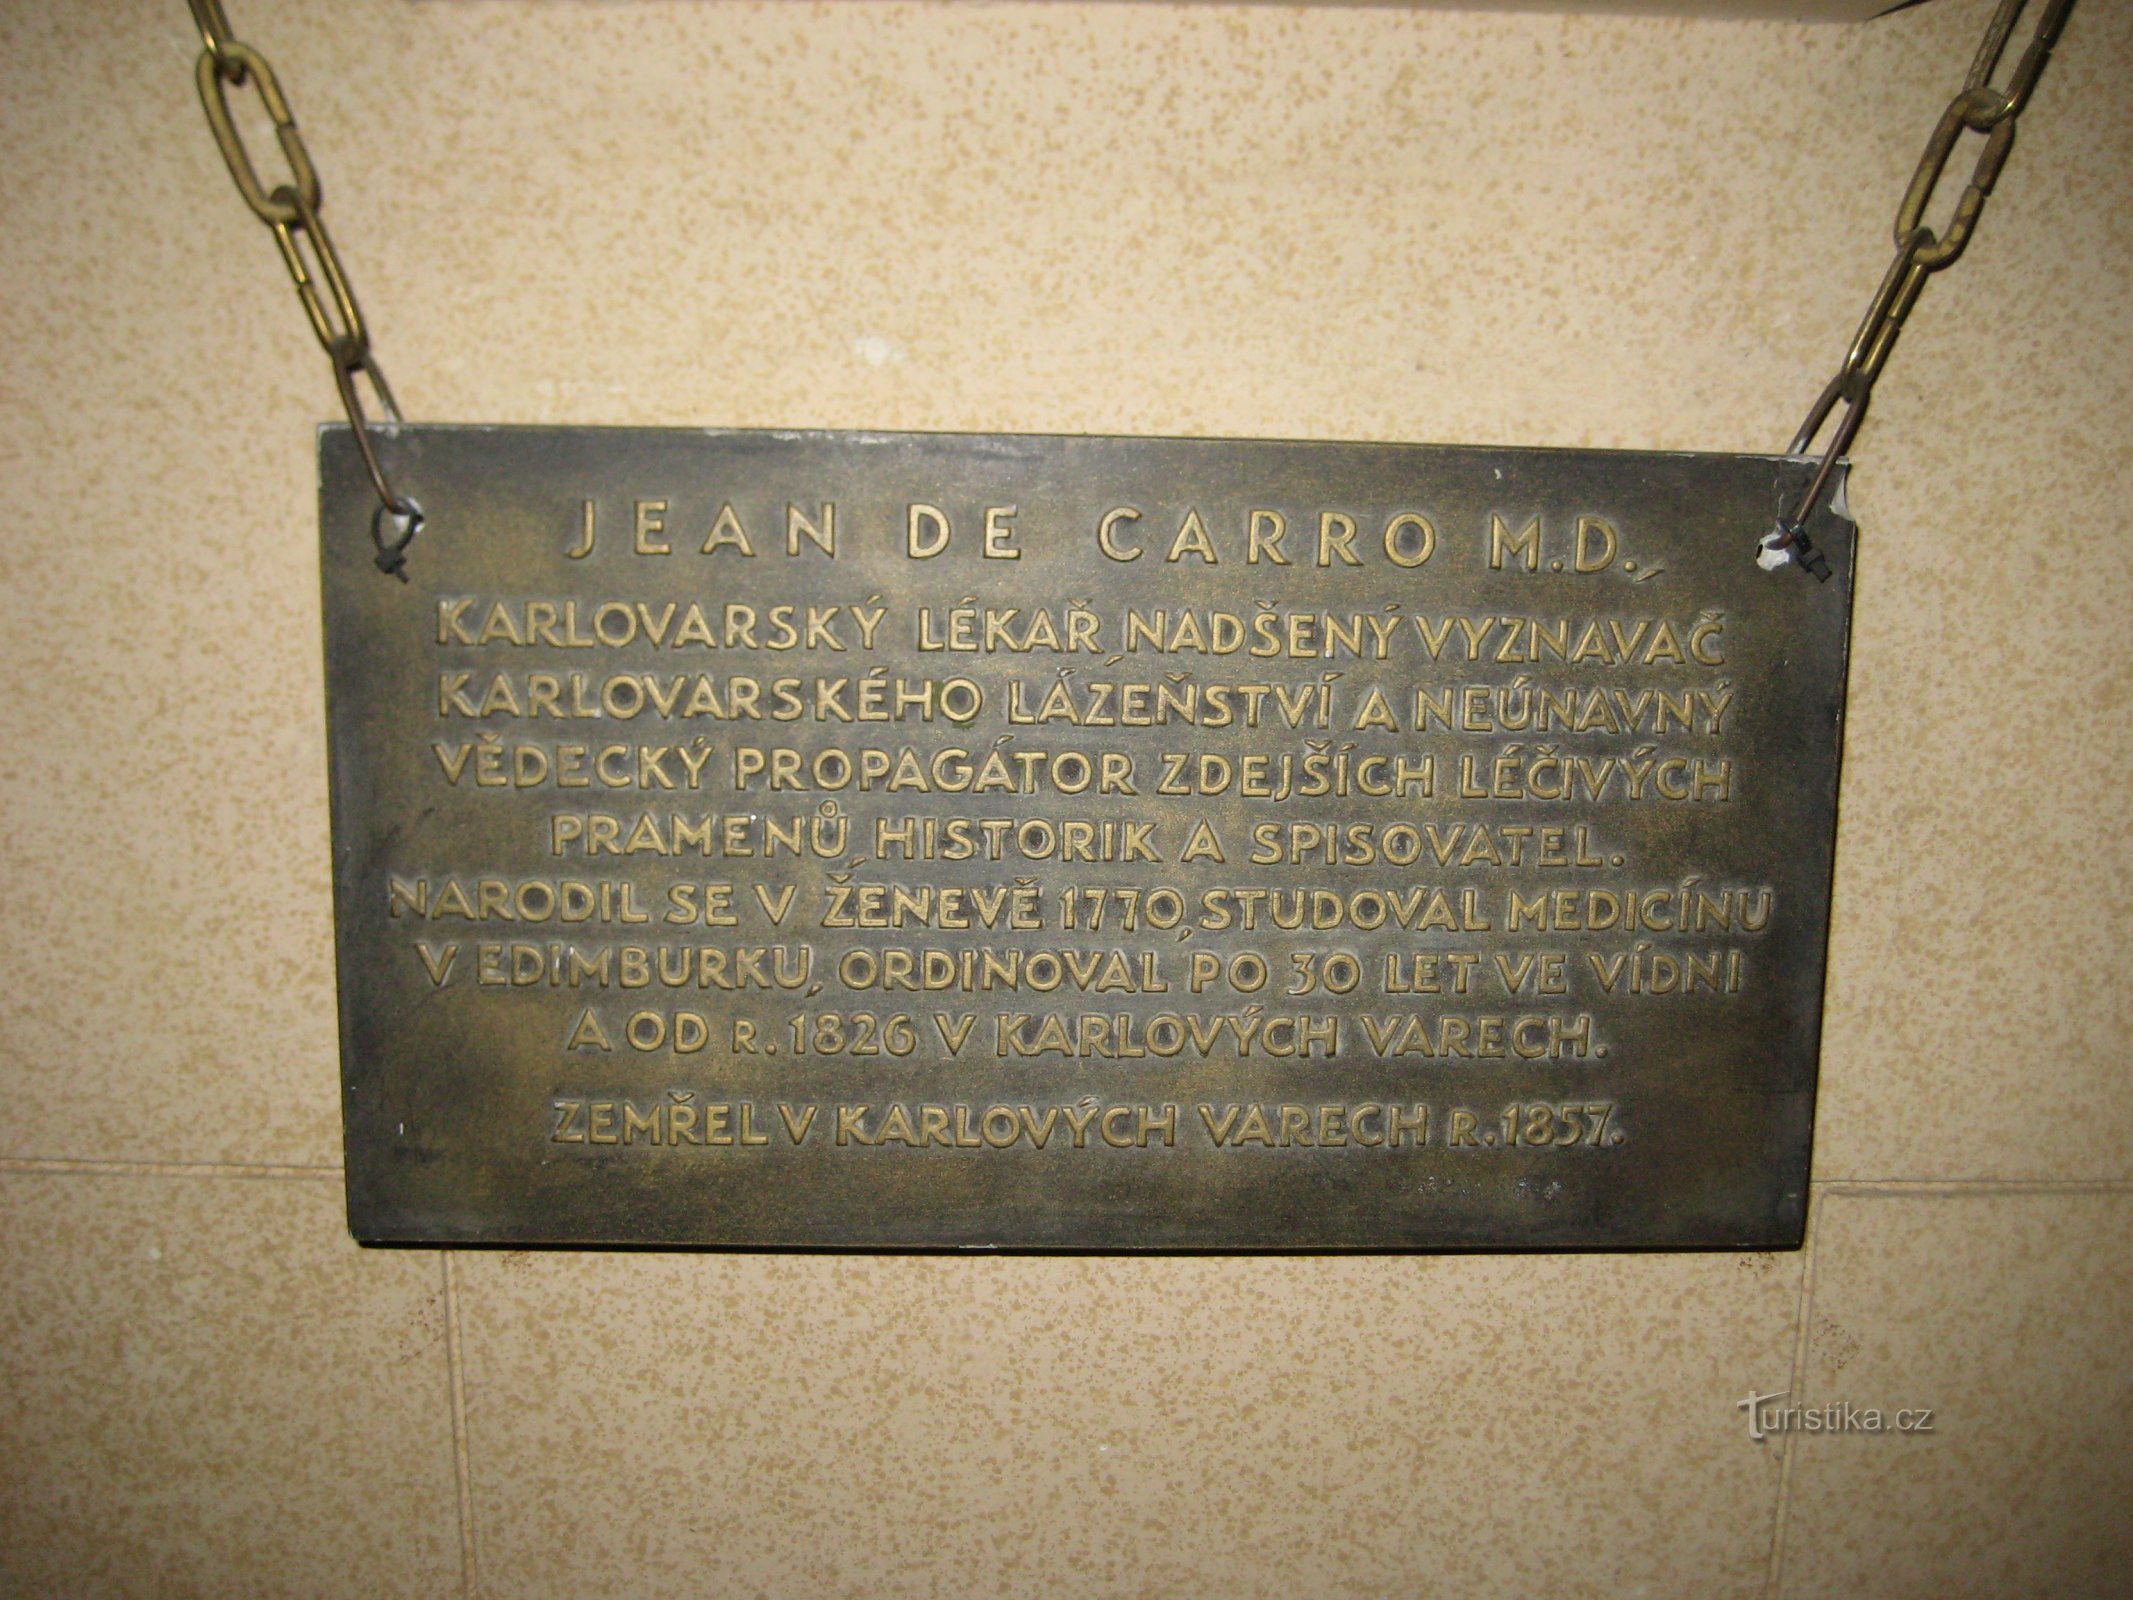 JEAN DE CARRO M.D.,
KARLOVARSKÝ LÉKAŘ, NADŠENÝ VYZNAVAČ
KARLOVARSKÉHO LÁZEŇSTVÍ A NEÚNAVNÝ
VĚDECKÝ PROPAGÁTOR ZDEJŠÍCH LÉČIVÝCH
PRAMENŮ, HISTORIK A SPISOVATEL.
NARODIL SE V ŽENEVĚ 1770, STUDOVAL MEDICÍNU
V EDIMBURKU, ORDINOVAL, PO 30 LET VE VÍDNI
A OD R. 1826 V KARLOVÝCH VARECH.
ZEMŘEL V KARLOVÝCH VARECH R. 1857.
Turistika.cz